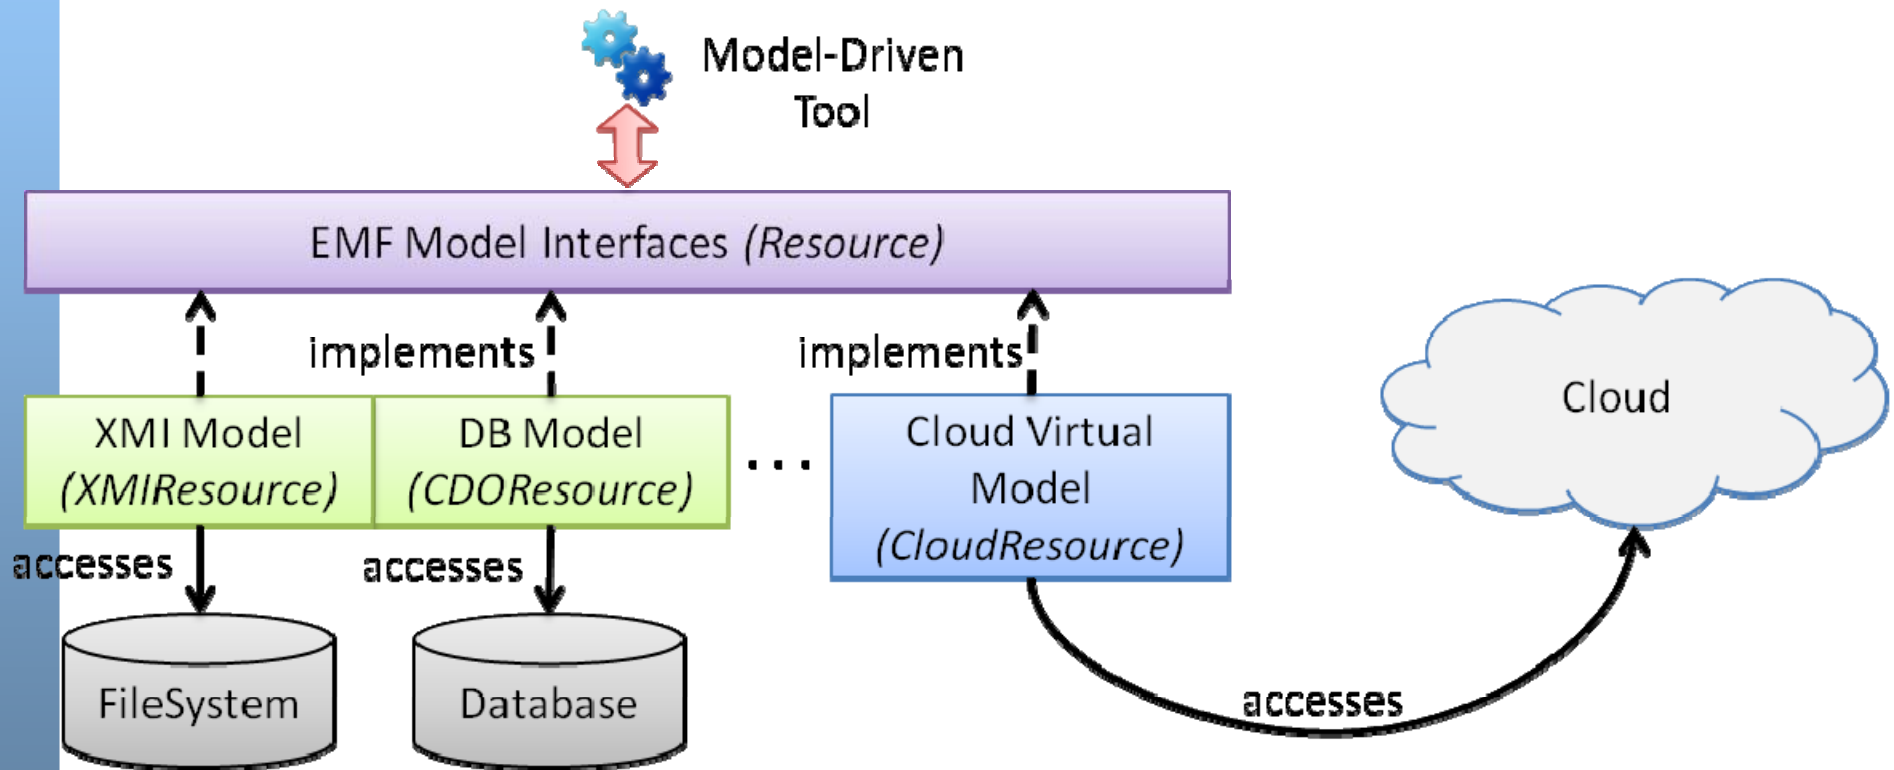 Model-Driven
Tool
EMF Model Interfaces (Resource)
implements
implements
XMI Model
(XMIResource)
DB Model
(CDOResource)
...
Cloud Virtual
Model
(CloudResource)
Cloud
accesses
accesses
accesses
FileSystem
Database